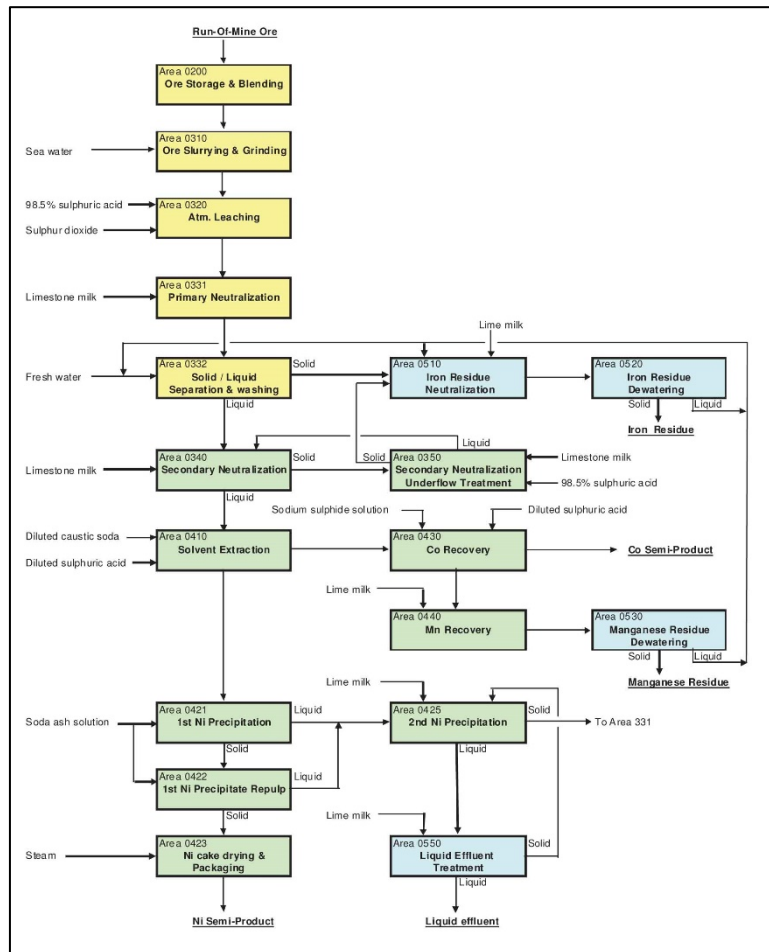 Run-Of-Mine Ore
Area 0200
Ore Storage & Blending
Sea water
Area 0310
Ore Slurrying & Grinding
98.5% sulphuric acid
Sulphur dioxide
Area 0320
Atm. Leaching
Limestone milk
Area 0331
Primary Neutralization
Lime milk
Fresh water
Area 0332
Solid / Liquid
Separation & washing
Solid
Liquid
Area 0510
Iron Residue
Neutralization
Area 0520
Iron Residue
Dewatering
Solid
Liquid
Iron Residue
Limestone milk
Area 0340
Secondary Neutralization
Solid
Liquid
Liquid
Solid
Area 0350
Secondary Neutralization
Underflow Treatment
Limestone milk
98.5% sulphuric acid
Sodium sulphide solution
Diluted sulphuric acid
Diluted caustic soda
Diluted sulphuric acid
Area 0410
Solvent Extraction
Area 0430
Co Recovery
Co Semi-Product
Lime milk
Area 0440
Mn Recovery
Area 0530
Manganese Residue
Dewatering
Solid
Liquid
Manganese Residue
Lime milk
Soda ash solution
Area 0421
1st Ni Precipitation
Liquid
Solid
Area 0425
2nd Ni Precipitation
Solid
Liquid
To Area 331
Area 0422
1st Ni Precipitate Repulp
Liquid
Solid
Lime milk
Steam
Area 0423
Ni cake drying &
Packaging
Area 0550
Liquid Effluent
Treatment
Solid
Liquid
Ni Semi-Product
Liquid effluent